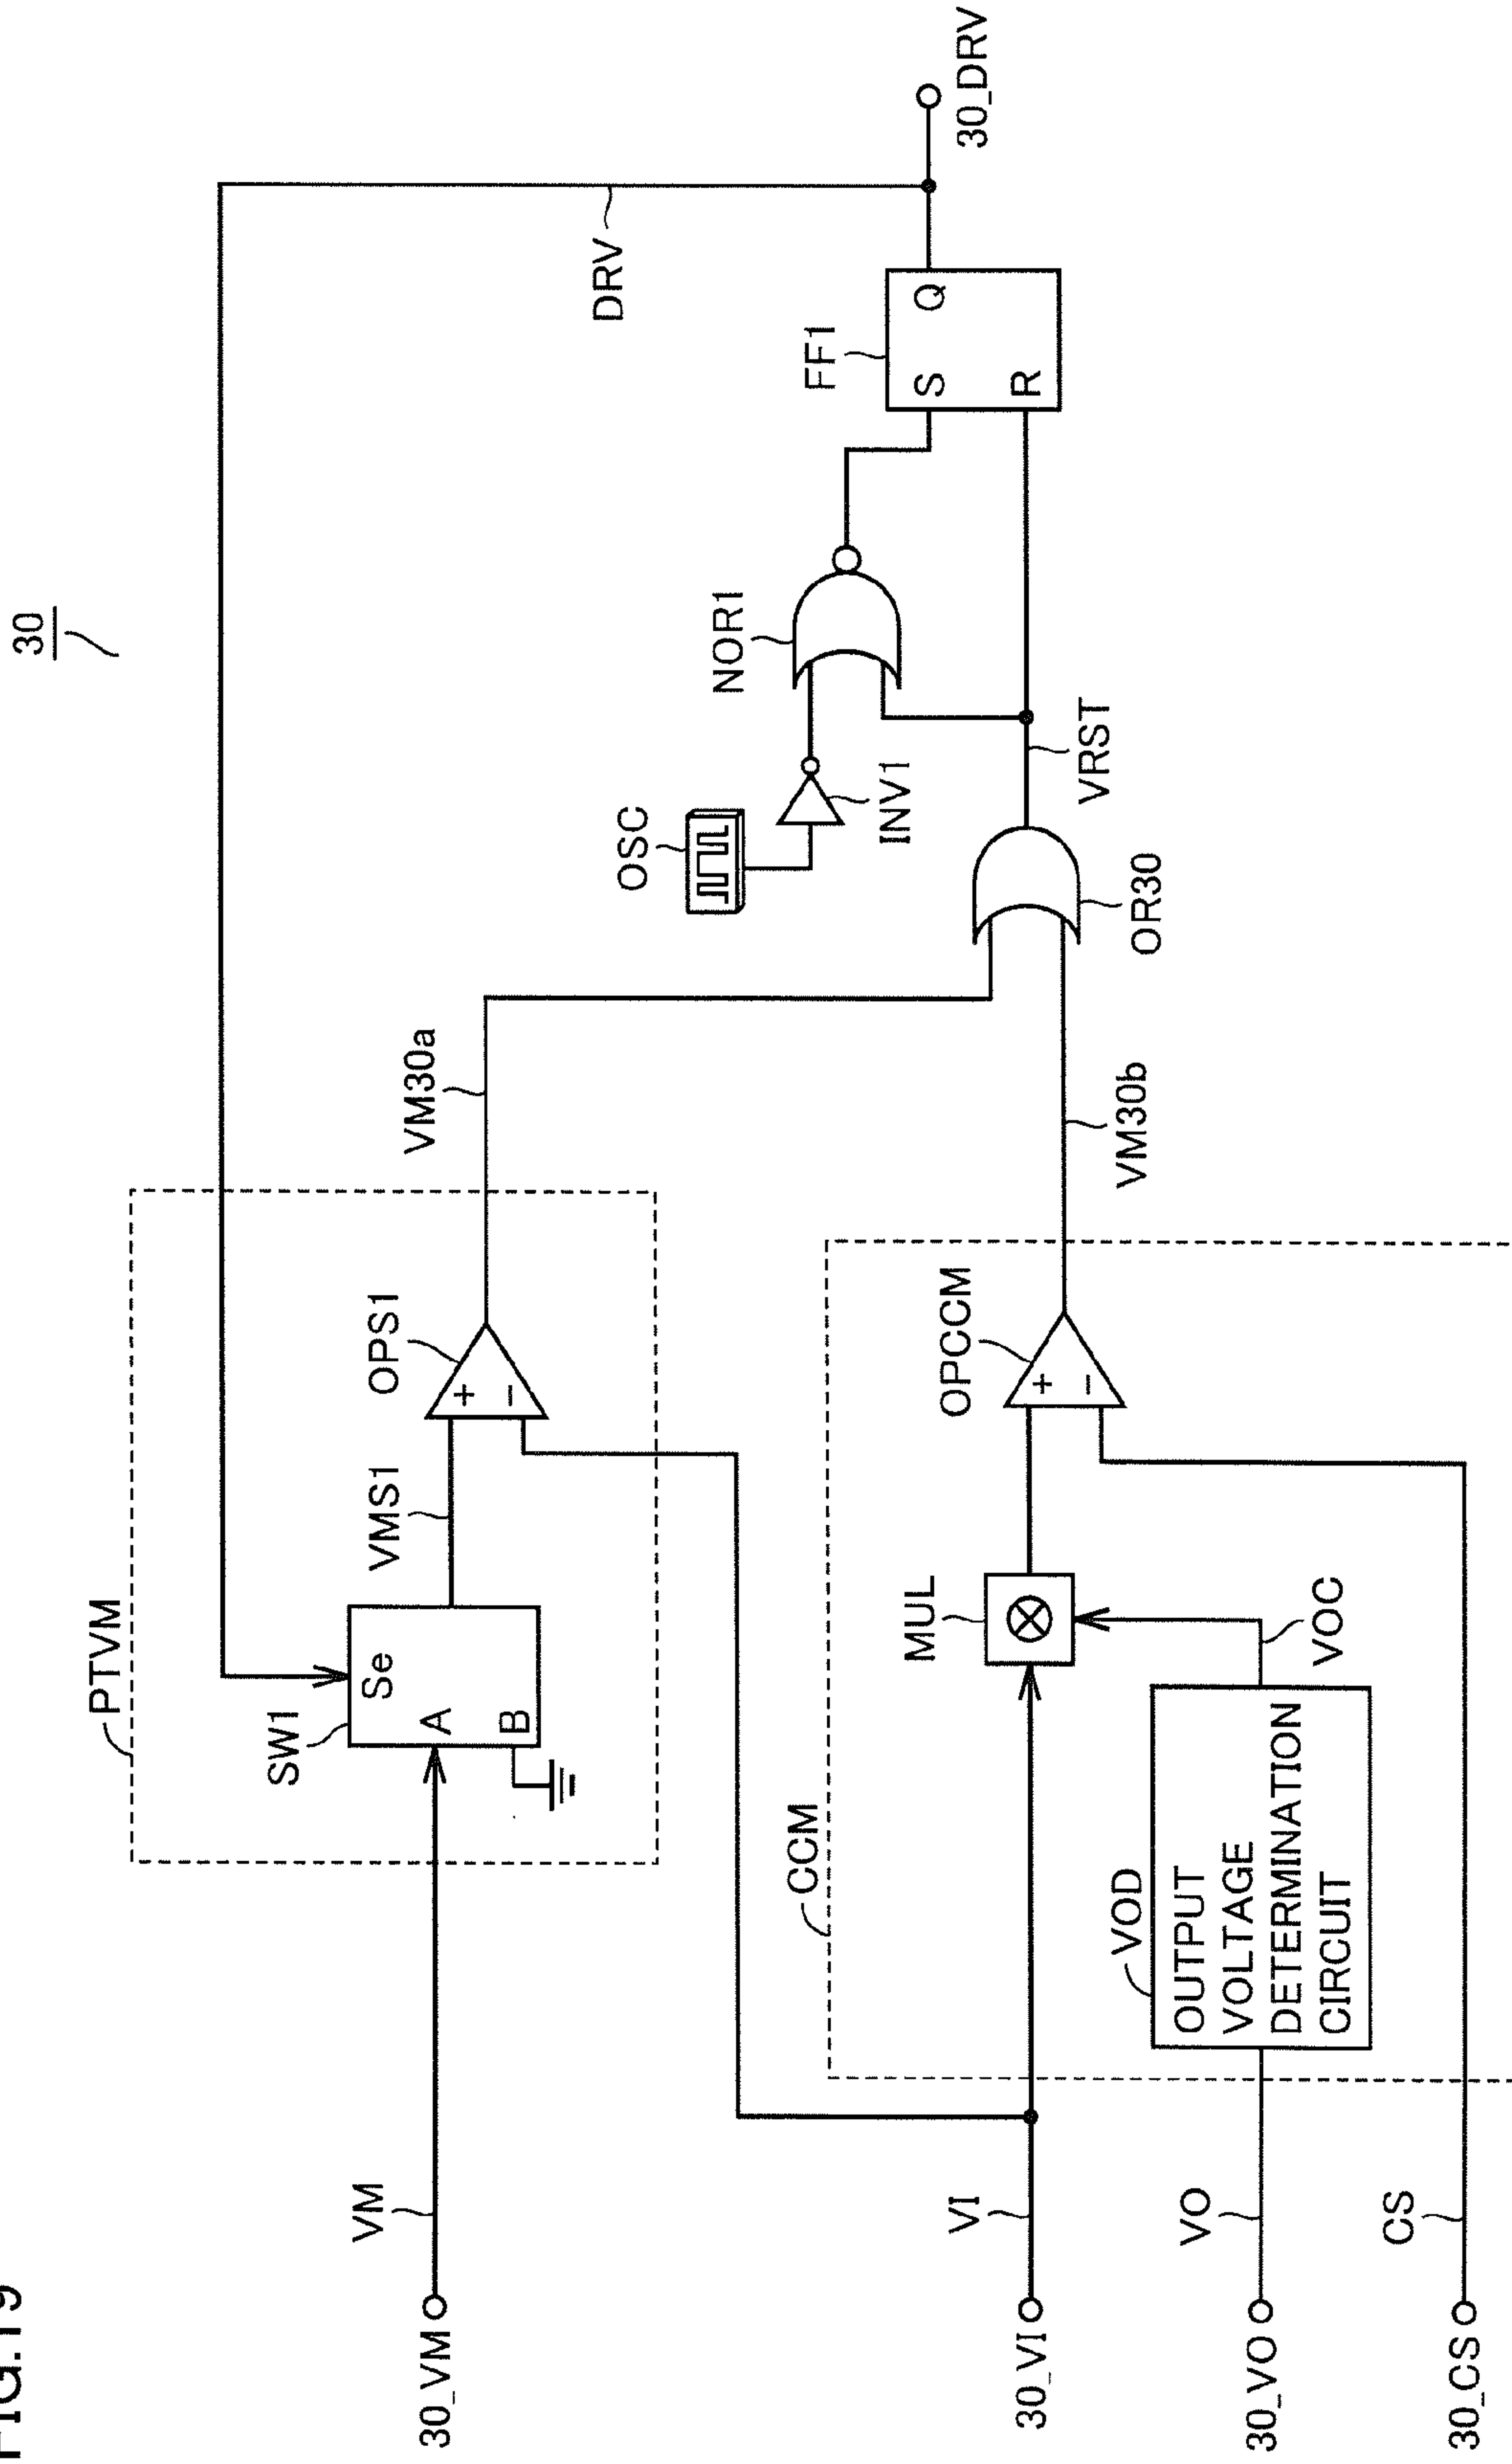 FIG.19
30
PTVM
SW1
Se
A
B
VMS1
OPS1
+
−
VM30a
DRV
30_VM
VM
OSC
INV1
NOR1
FF1
S
Q
R
30_DRV
CCM
MUL
OPCCM
+
−
VM30b
OR30
VRST
30_VI
VI
VOD
OUTPUT
VOLTAGE
DETERMINATION
CIRCUIT
VOC
30_VO
VO
30_CS
CS